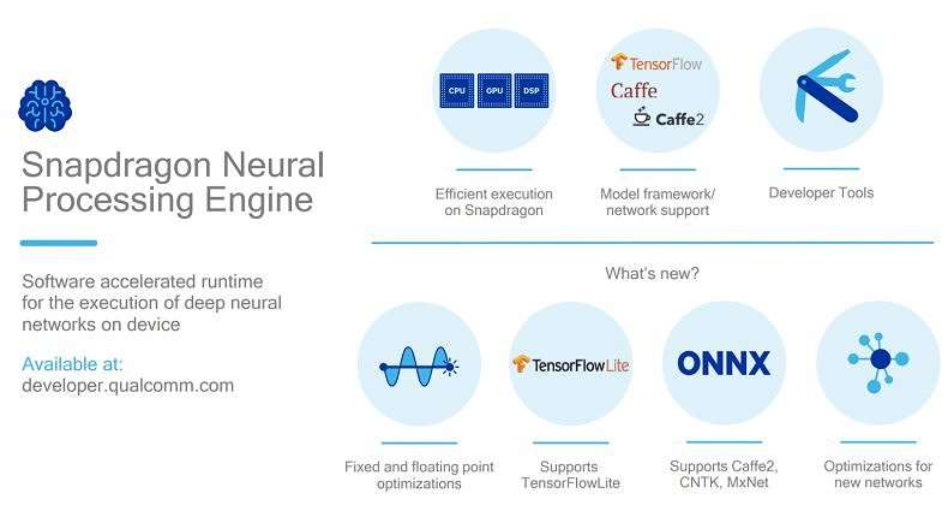 Snapdragon Neural
Processing Engine
Software accelerated runtime
for the execution of deep neural
networks on device
Available at:
developer.qualcomm.com
CPU GPU DSP
Efficient execution
on Snapdragon
TensorFlow
Caffe
Caffe2
Model framework/
network support
Developer Tools
What's new?
Fixed and floating point
optimizations
TensorFlowLite
Supports
TensorFlowLite
ONNX
Supports Caffe2,
CNTK, MxNet
Optimizations for
new networks